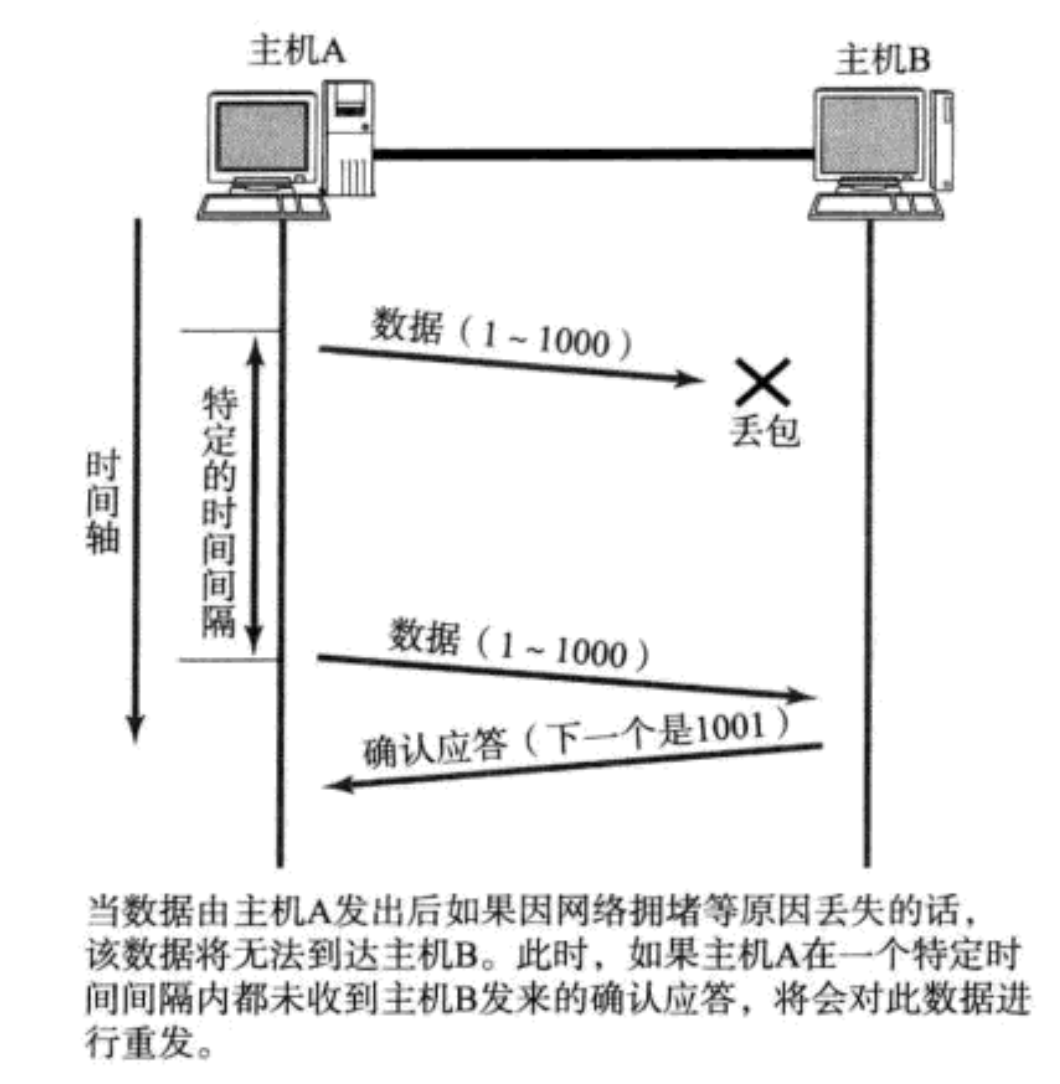 主机A
主机B
数据（1～1000）
丢包
特定的时间间隔
时间轴
数据（1～1000）
确认应答（下一个是1001）
当数据由主机A发出后如果因网络拥堵等原因丢失的话，
该数据将无法到达主机B。此时，如果主机A在一个特定时
间间隔内都未收到主机B发来的确认应答，将会对此数据进
行重发。